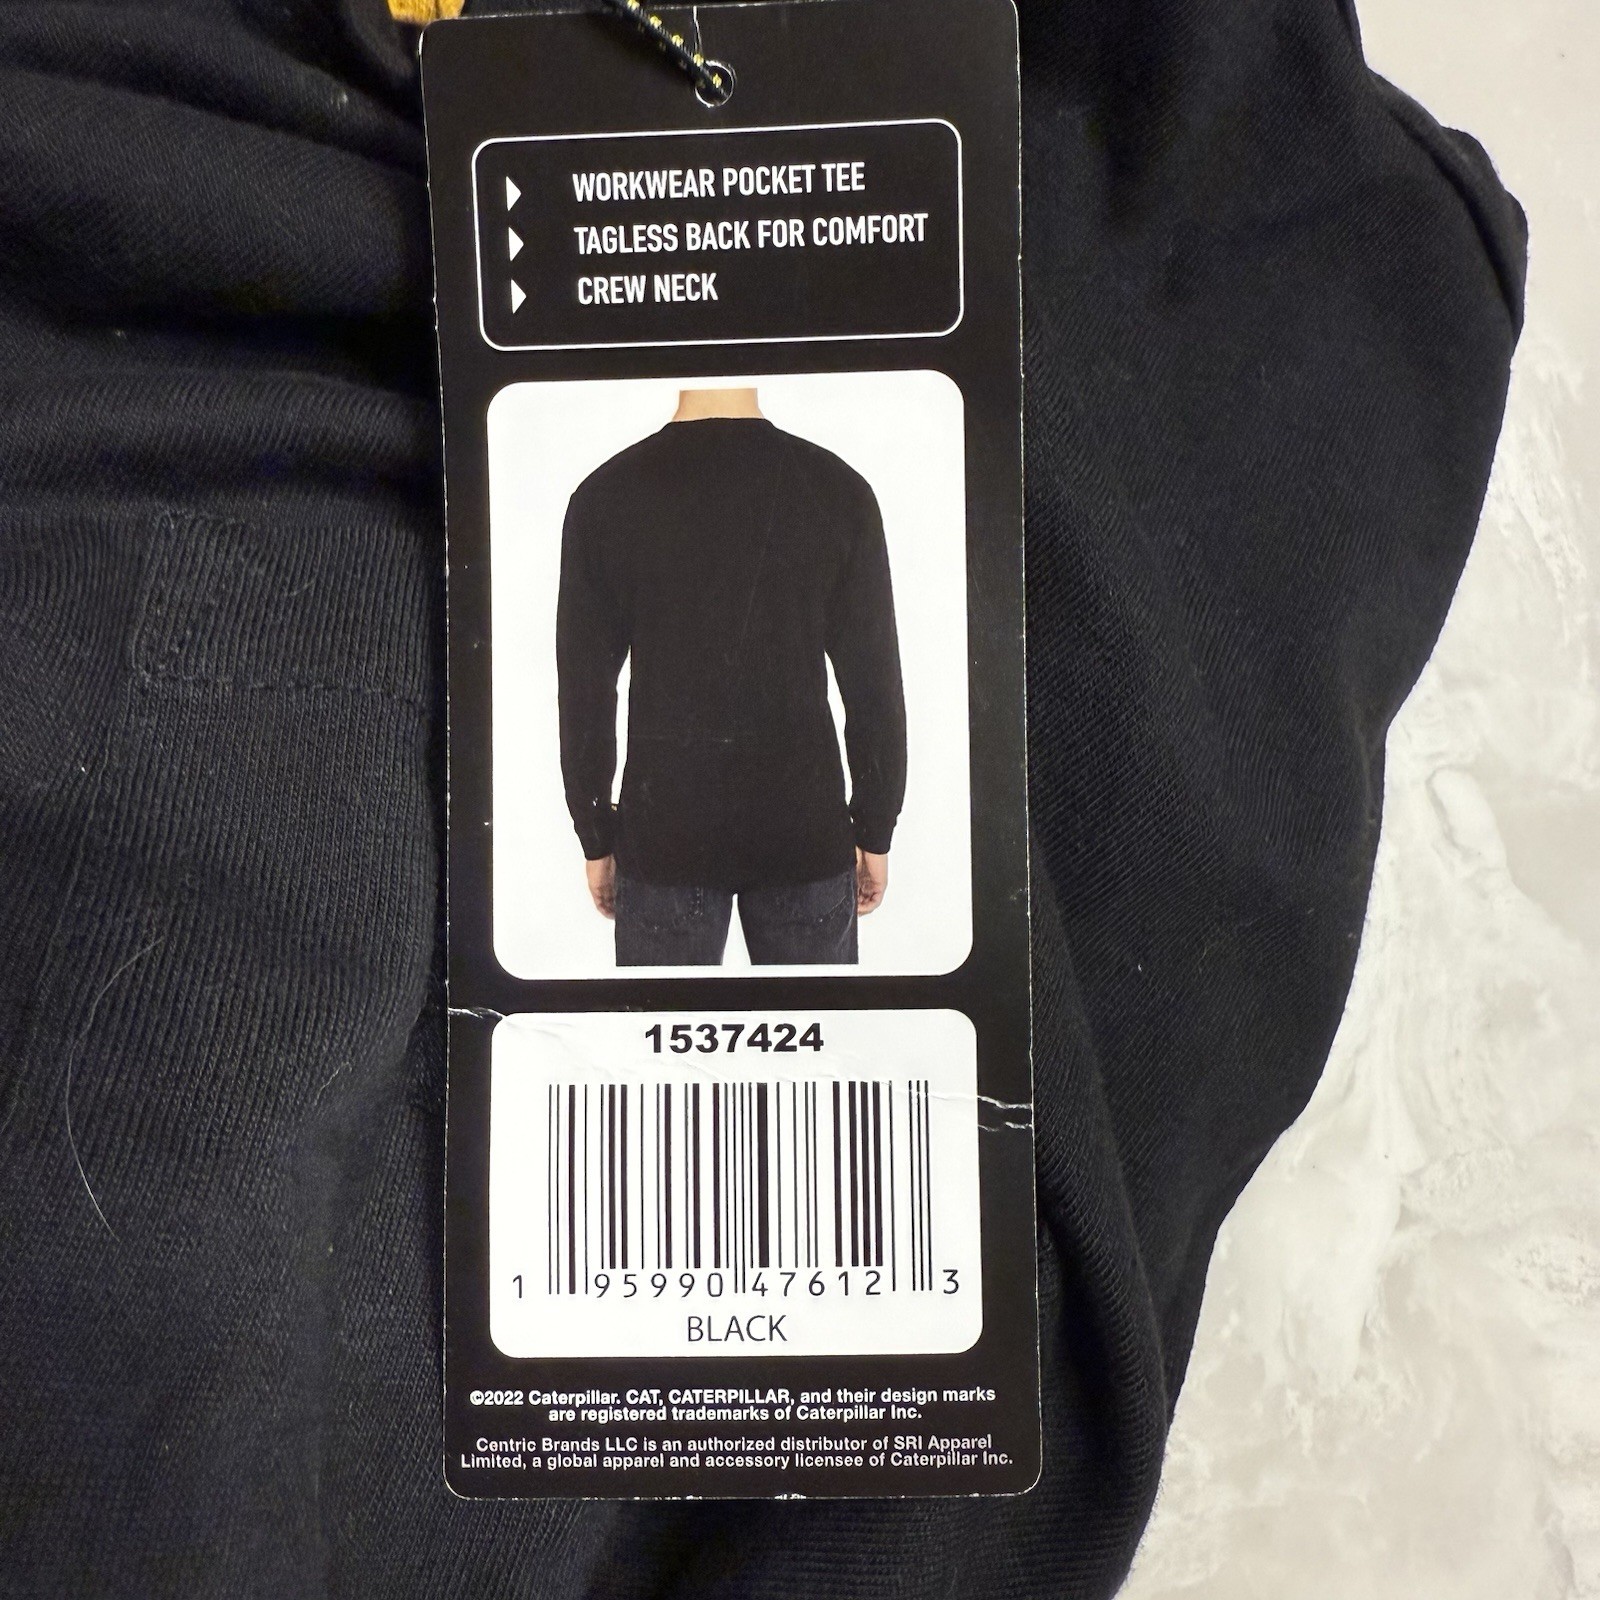 WORKWEAR POCKET TEE
TAGLESS BACK FOR COMFORT
CREW NECK
1537424
1 95990 47612 3
BLACK
©2022 Caterpillar. CAT, CATERPILLAR, and their design marks
are registered trademarks of Caterpillar Inc.
Centric Brands LLC is an authorized distributor of SRI Apparel
Limited, a global apparel and accessory licensee of Caterpillar Inc.